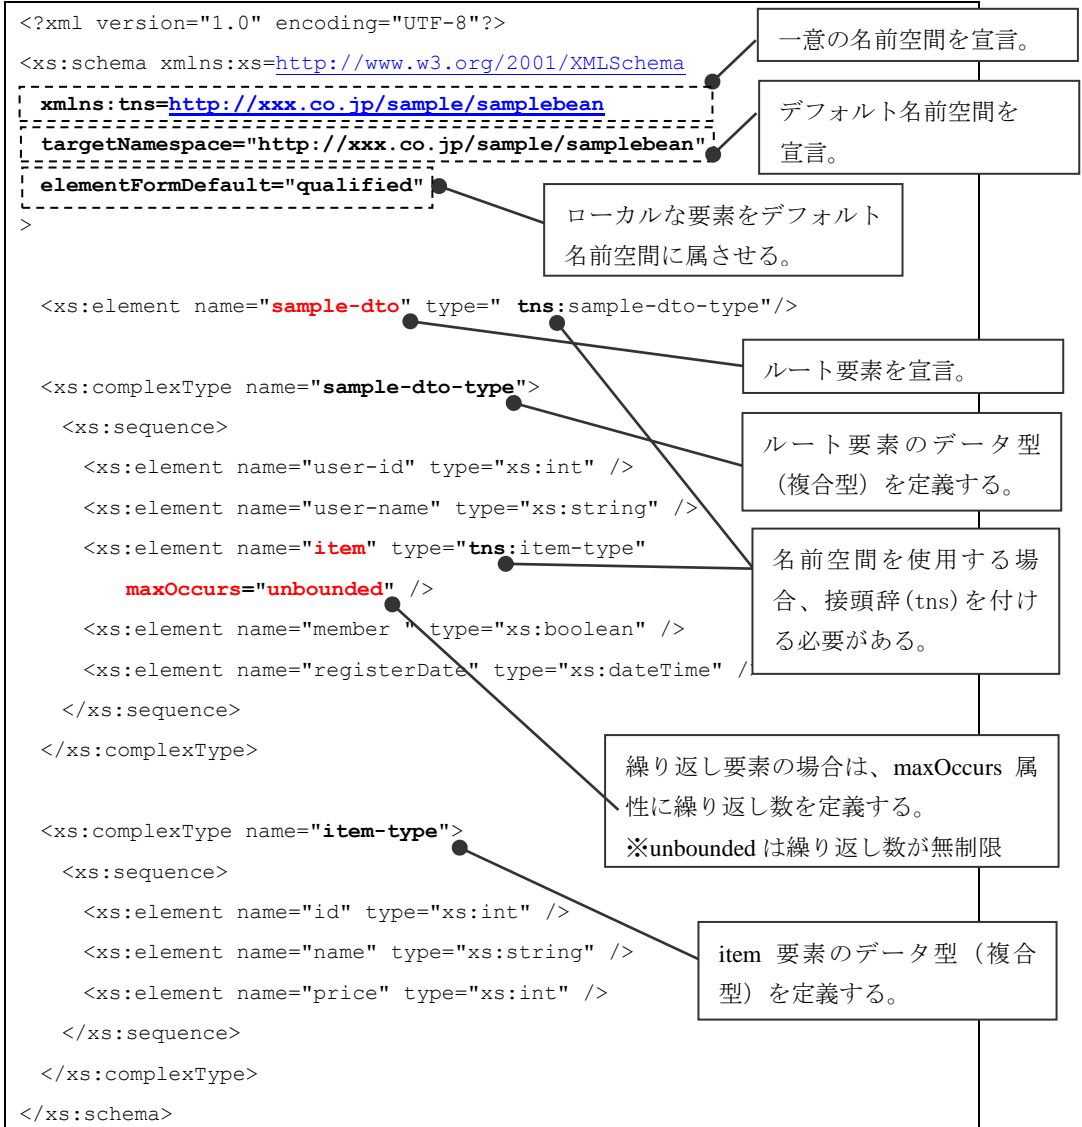 <?xml version="1.0" encoding="UTF-8"?>
一意の名前空間を宣言。
<xs:schema xmlns:xs=http://www.w3.org/2001/XMLSchema
xmlns:tns=http://xxx.co.jp/sample/samplebean
デフォルト名前空間を
宣言。
targetNamespace="http://xxx.co.jp/sample/samplebean"
elementFormDefault="qualified"
>
ローカルな要素をデフォルト
名前空間に属させる。
<xs:element name="sample-dto" type=" tns:sample-dto-type"/>
ルート要素を宣言。
<xs:complexType name="sample-dto-type">
ルート要素のデータ型
（複合型）を定義する。
<xs:sequence>
<xs:element name="user-id" type="xs:int" />
<xs:element name="user-name" type="xs:string" />
<xs:element name="item" type="tns:item-type"
maxOccurs="unbounded" />
名前空間を使用する場
合、接頭辞(tns)を付け
る必要がある。
<xs:element name="member " type="xs:boolean" />
<xs:element name="registerDate" type="xs:dateTime" /
</xs:sequence>
</xs:complexType>
繰り返し要素の場合は、maxOccurs 属
性に繰り返し数を定義する。
※unbounded は繰り返し数が無制限
<xs:complexType name="item-type">
<xs:sequence>
<xs:element name="id" type="xs:int" />
<xs:element name="name" type="xs:string" />
<xs:element name="price" type="xs:int" />
item 要素のデータ型（複合
型）を定義する。
</xs:sequence>
</xs:complexType>
</xs:schema>